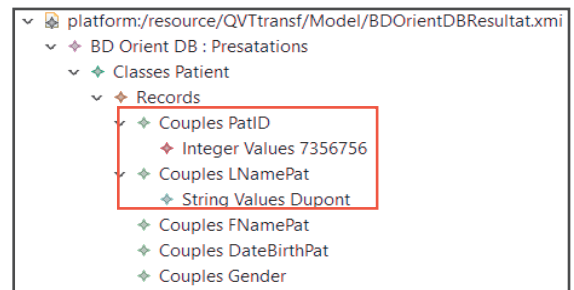 platform:/resource/QVTtransf/Model/BDOrientDBResultat.xmi
BD Orient DB : Presatations
Classes Patient
Records
Couples PatID
Integer Values 7356756
Couples LNamePat
String Values Dupont
Couples FNamePat
Couples DateBirthPat
Couples Gender